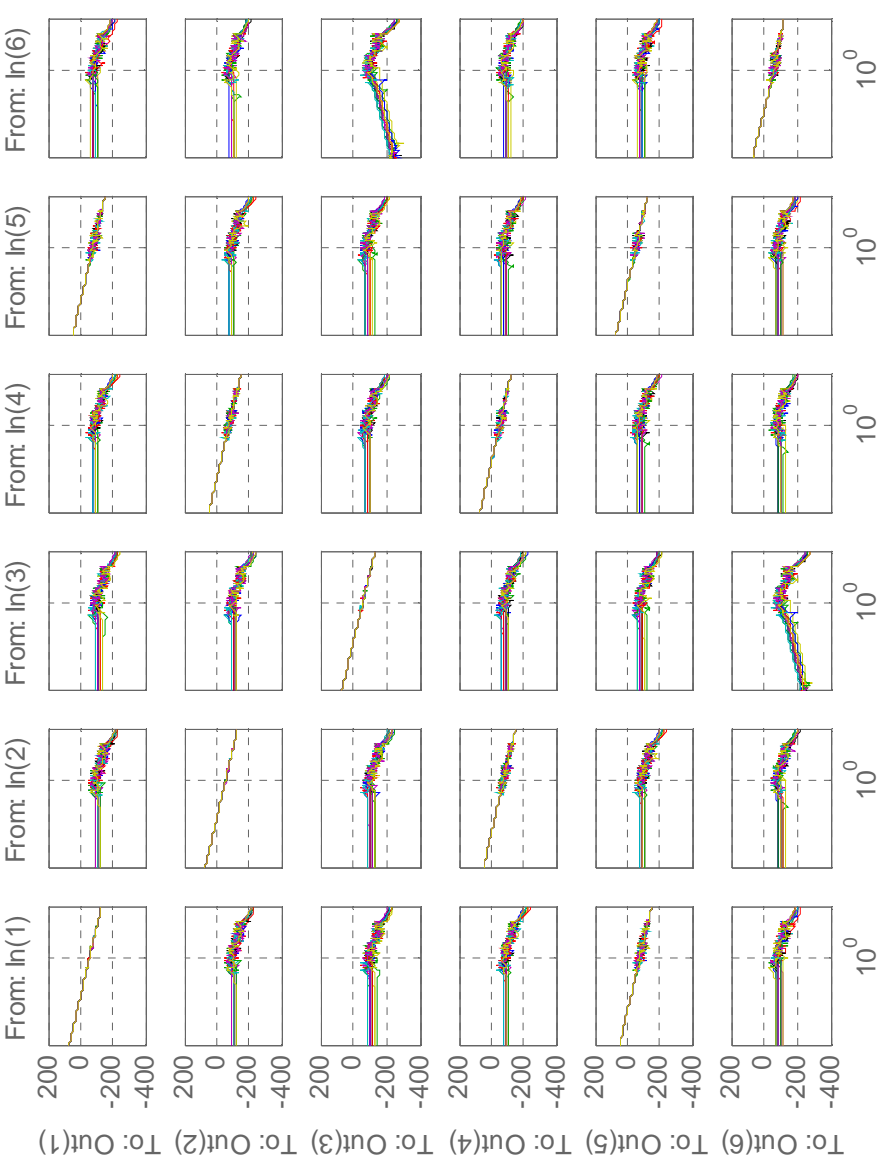 From: In(1)
From: In(2)
From: In(3)
From: In(4)
From: In(5)
From: In(6)
To: Out(1)
200
0
-200
-400
To: Out(2)
200
0
-200
-400
To: Out(3)
200
0
-200
-400
To: Out(4)
200
0
-200
-400
To: Out(5)
200
0
-200
-400
To: Out(6)
200
0
-200
-400
10⁰
10⁰
10⁰
10⁰
10⁰
10⁰